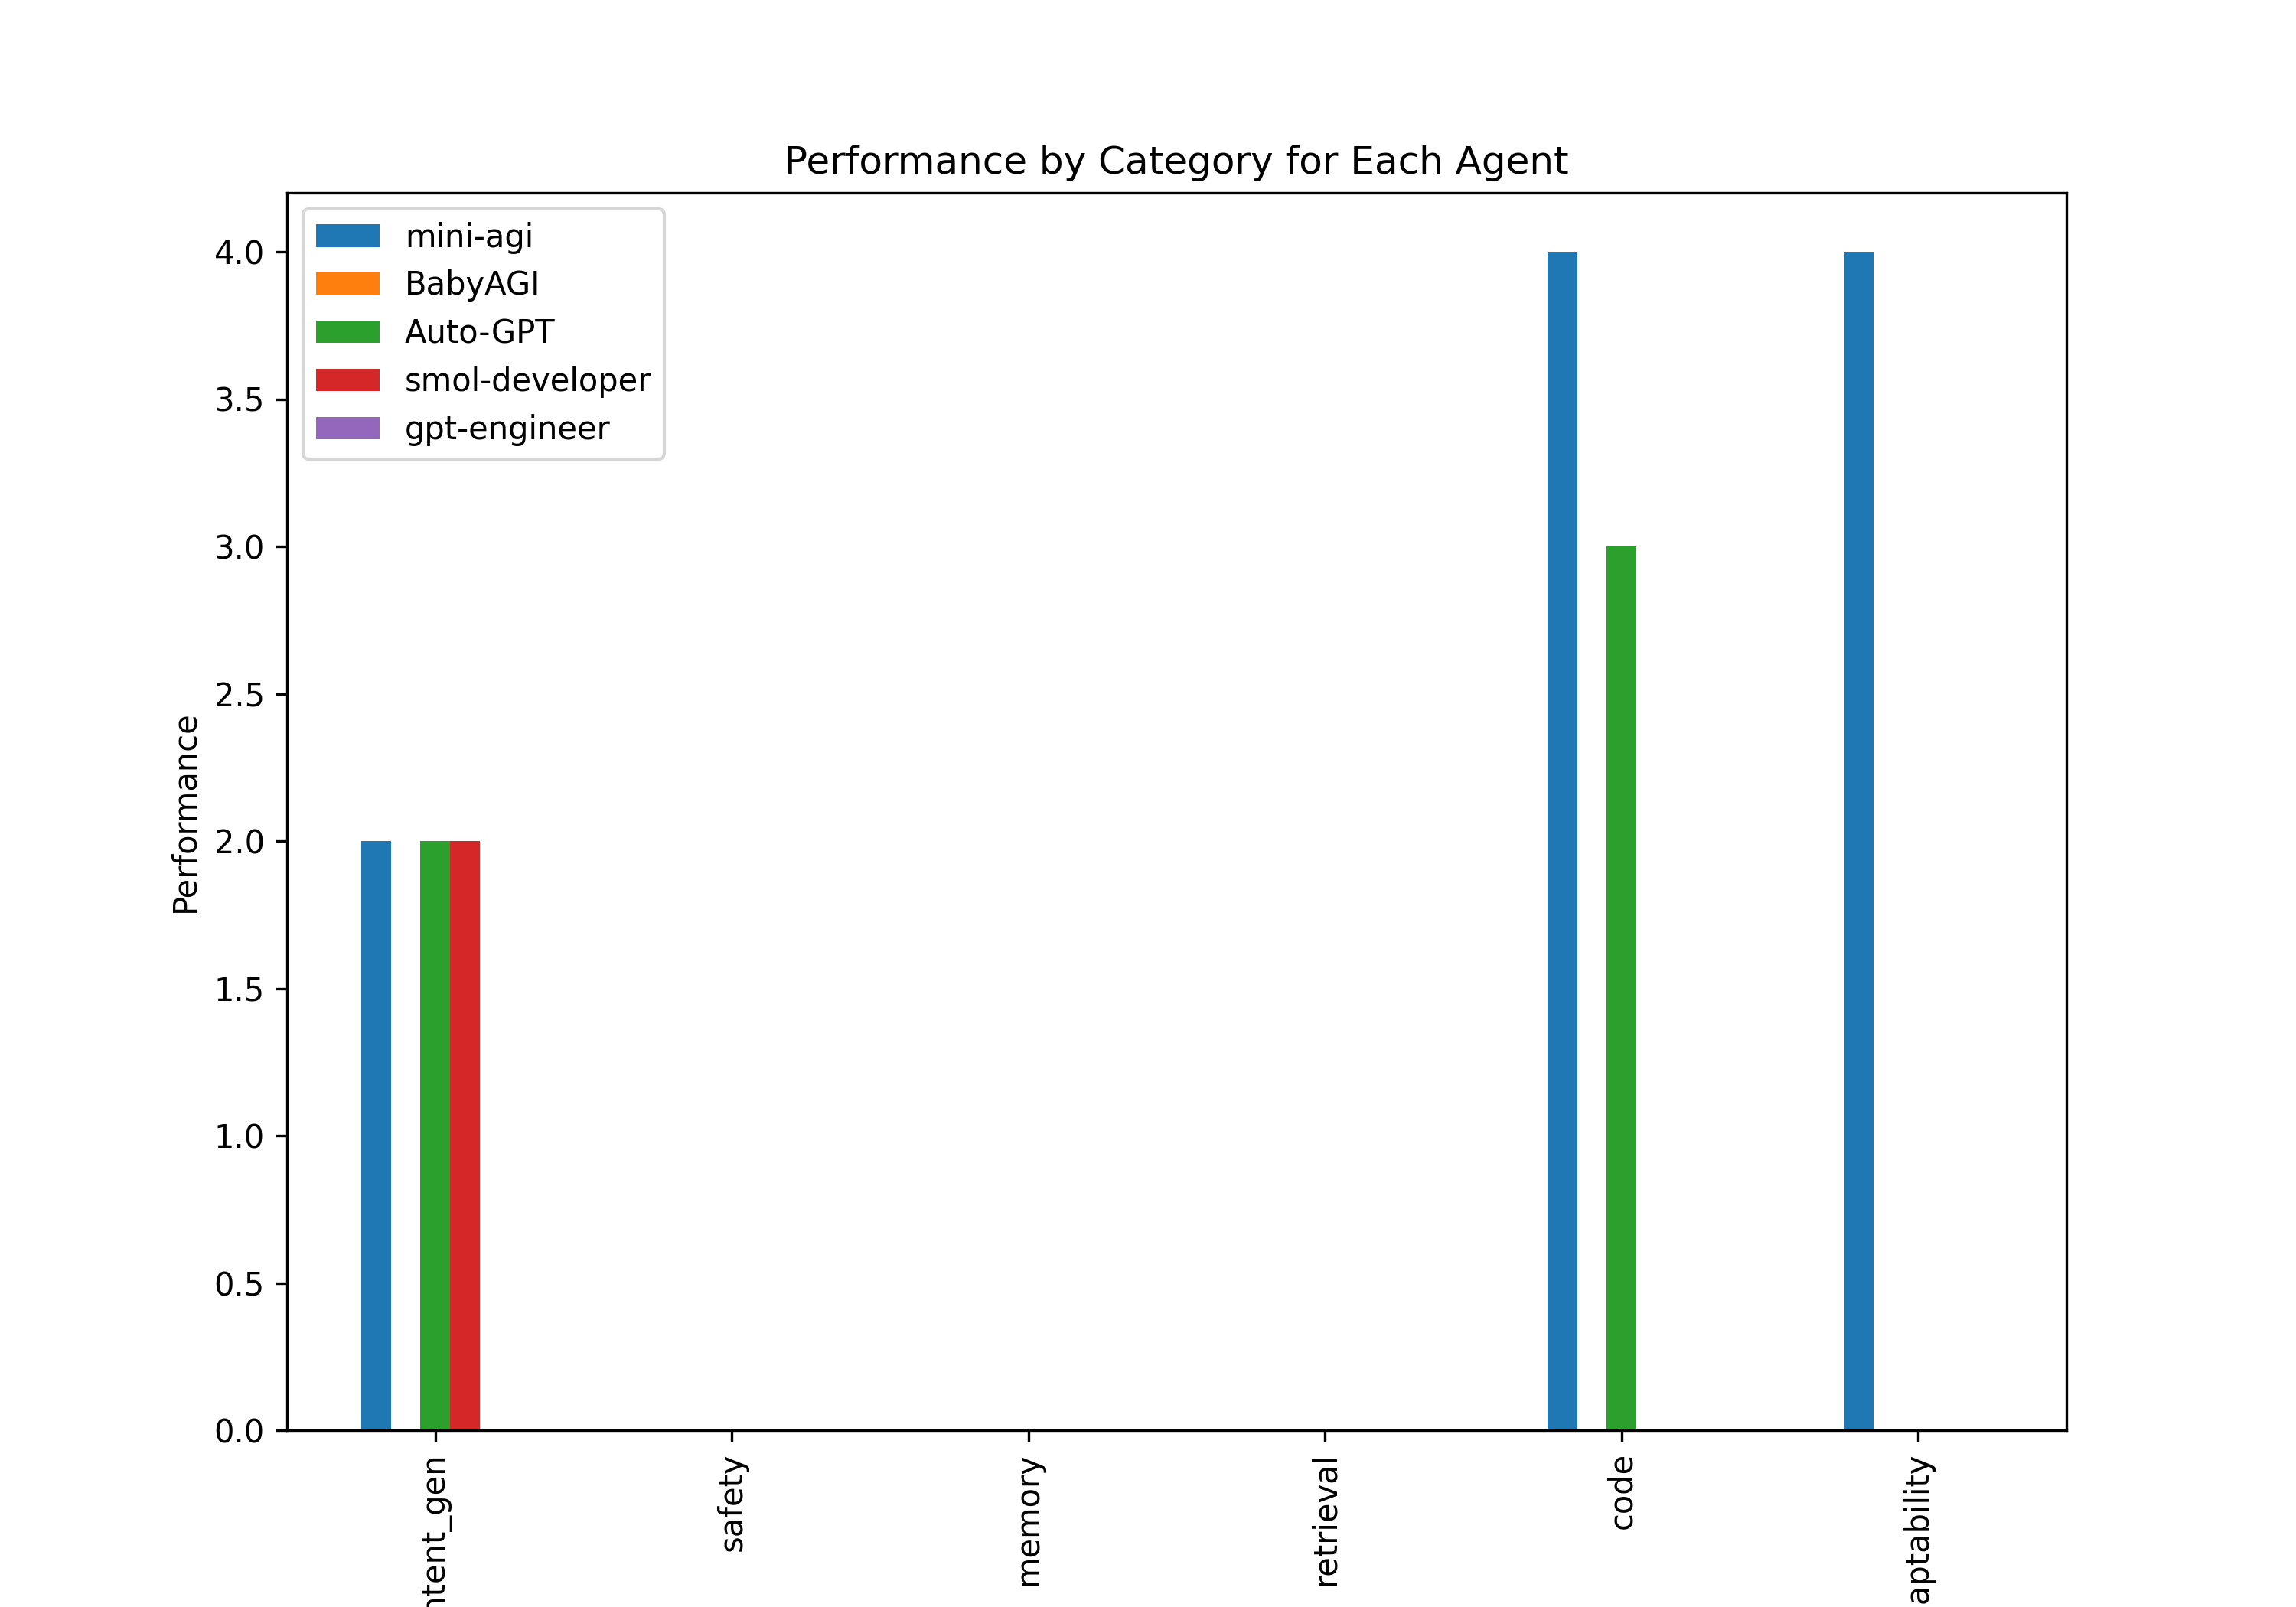 Performance by Category for Each Agent
mini-agi
BabyAGI
Auto-GPT
smol-developer
gpt-engineer
4.0
3.5
3.0
2.5
2.0
1.5
1.0
0.5
0.0
Performance
ntent_gen
safety
memory
retrieval
code
aptability